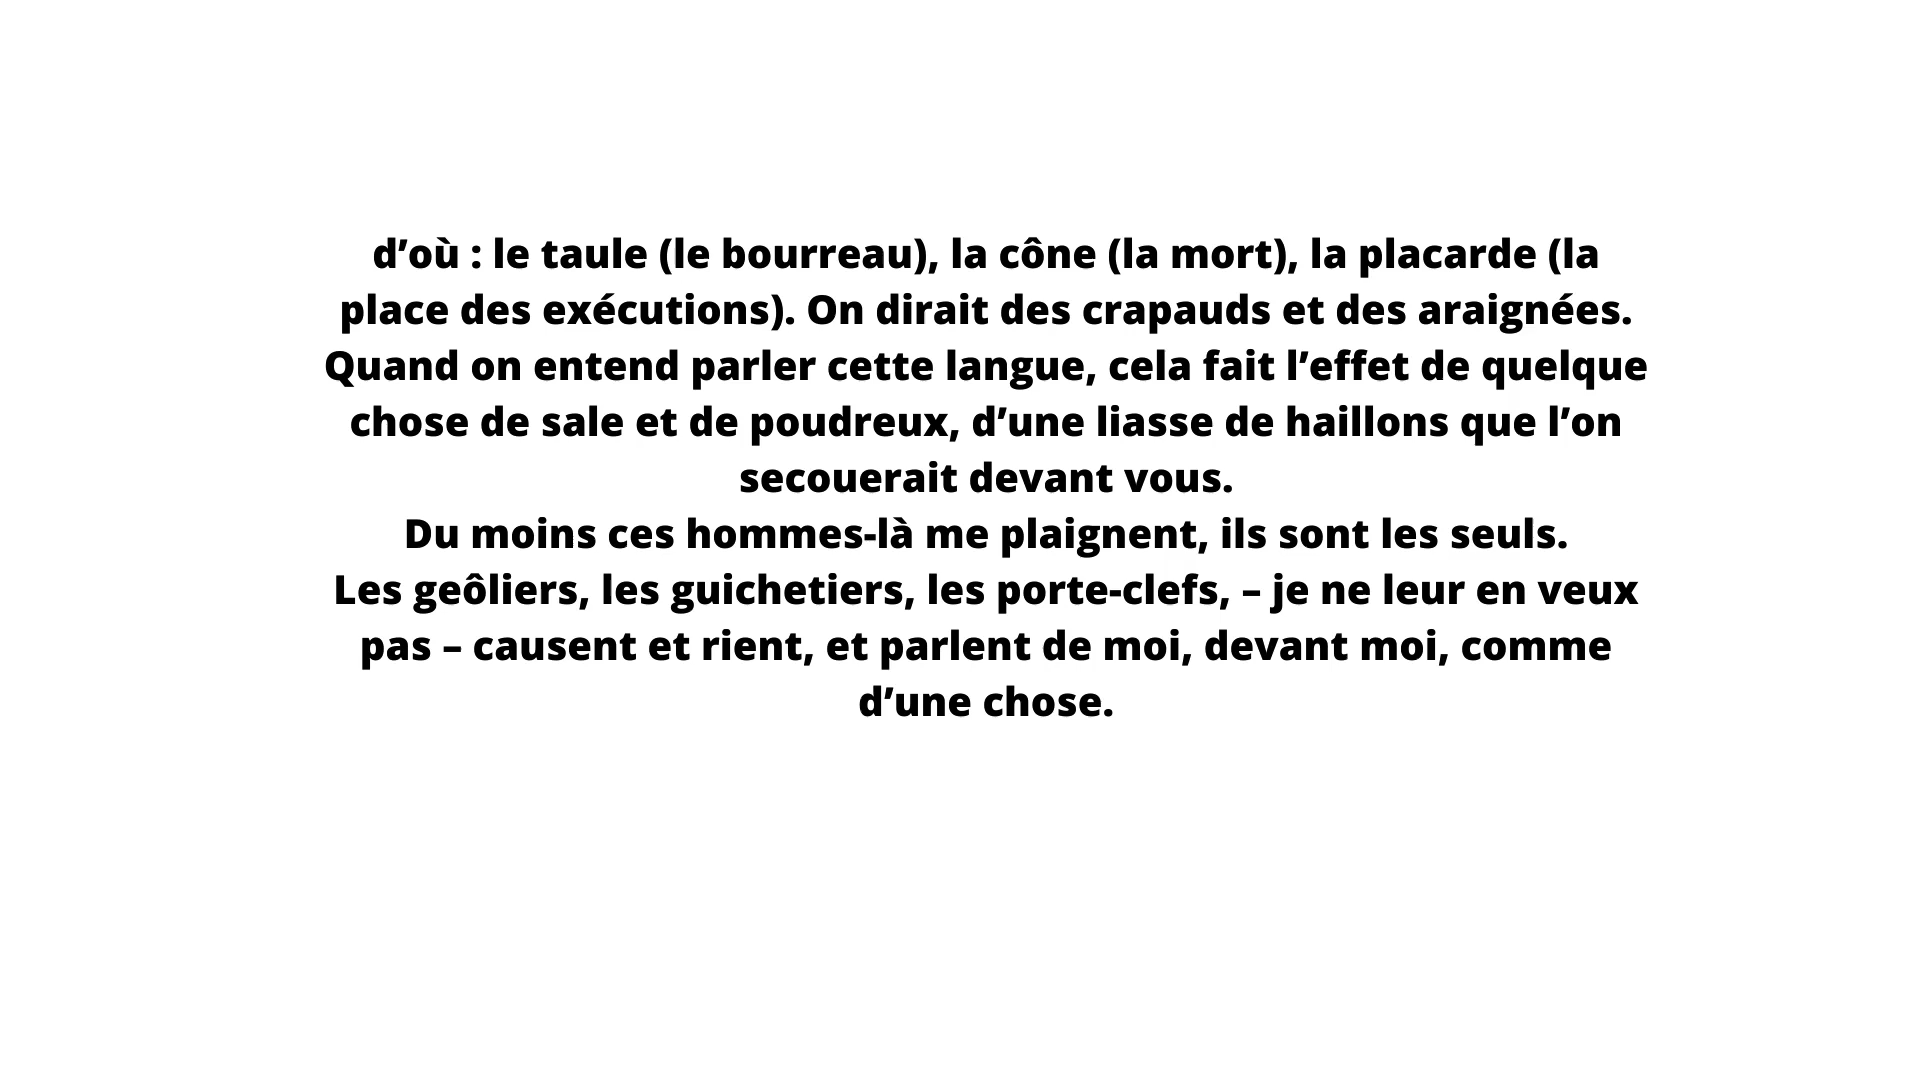 d’où : le taule (le bourreau), la cône (la mort), la placarde (la
place des exécutions). On dirait des crapauds et des araignées.
Quand on entend parler cette langue, cela fait l’effet de quelque
chose de sale et de poudreux, d’une liasse de haillons que l’on
secouerait devant vous.
Du moins ces hommes-là me plaignent, ils sont les seuls.
Les geôliers, les guichetiers, les porte-clefs, – je ne leur en veux
pas – causent et rient, et parlent de moi, devant moi, comme
d’une chose.